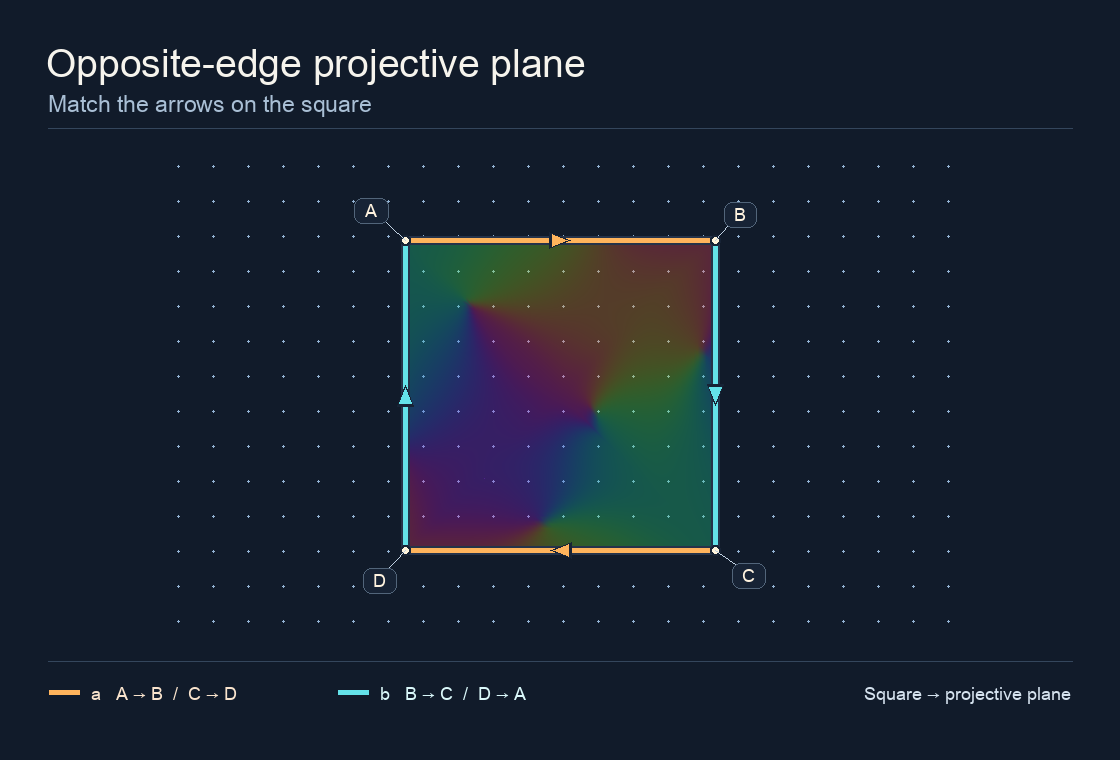 Opposite-edge projective plane
Match the arrows on the square
A
B
D
C
a A→B / C→D
b B→C / D→A
Square→projective plane